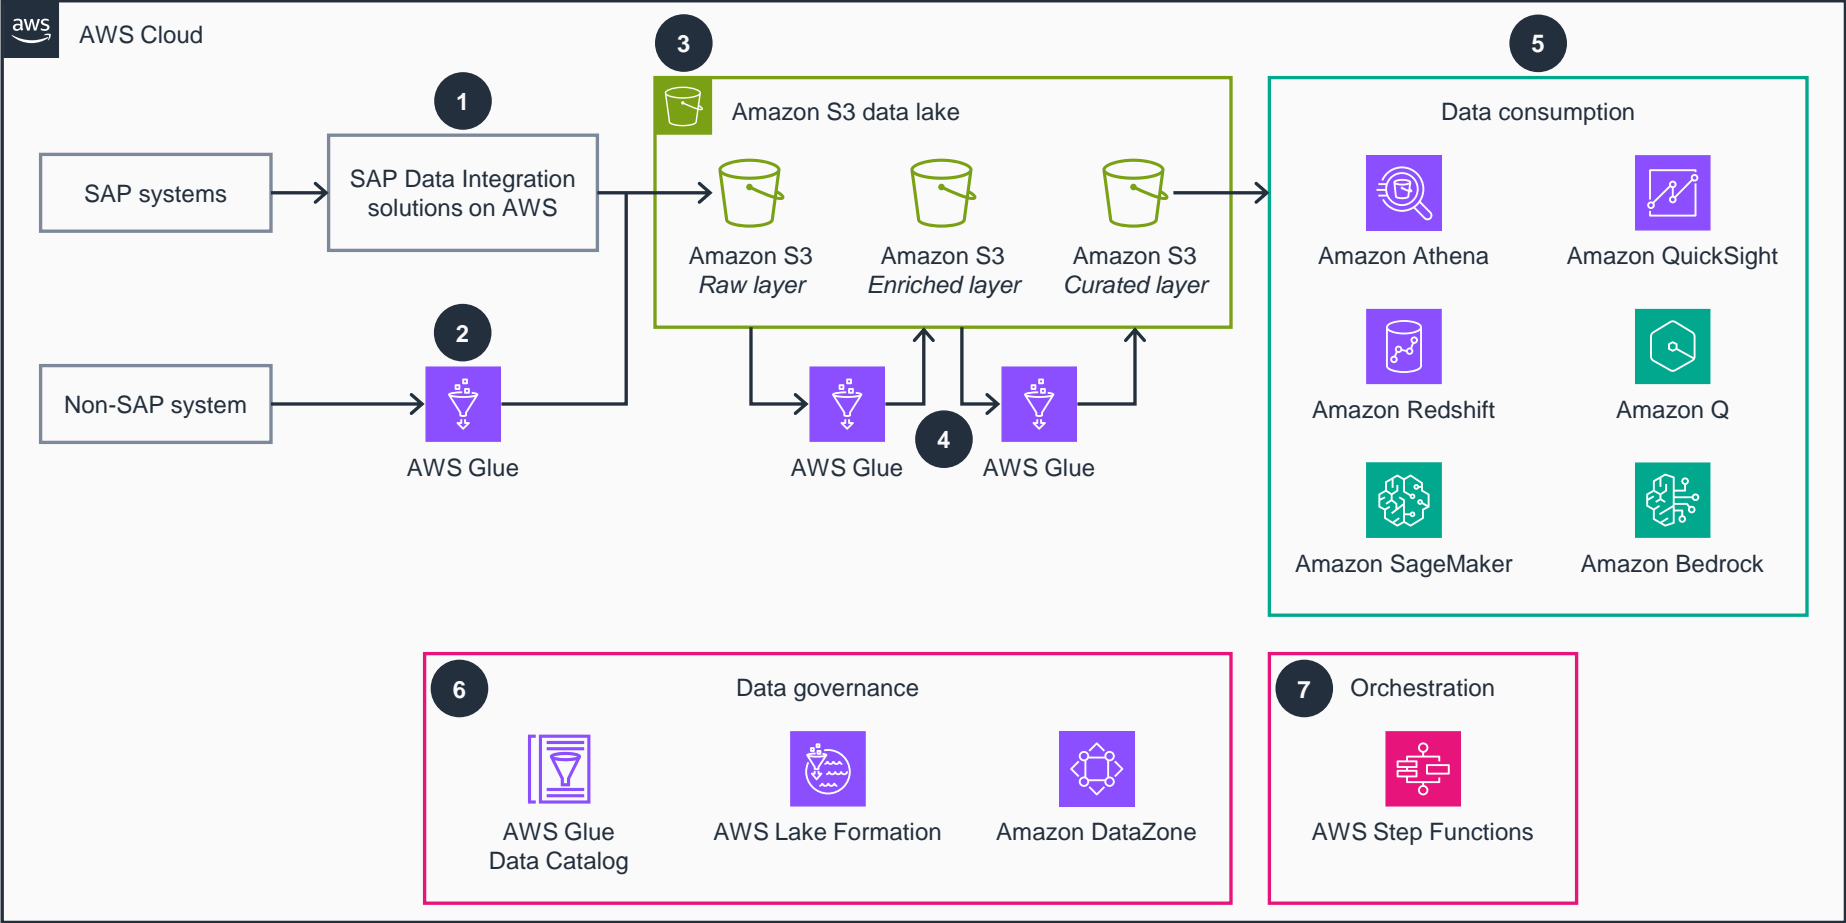 aws
AWS Cloud
1
SAP systems
SAP Data Integration
solutions on AWS
2
Non-SAP system
AWS Glue
3
Amazon S3 data lake
Amazon S3
Raw layer
Amazon S3
Enriched layer
Amazon S3
Curated layer
4
AWS Glue
AWS Glue
5
Data consumption
Amazon Athena
Amazon QuickSight
Amazon Redshift
Amazon Q
Amazon SageMaker
Amazon Bedrock
6
Data governance
AWS Glue
Data Catalog
AWS Lake Formation
Amazon DataZone
7
Orchestration
AWS Step Functions